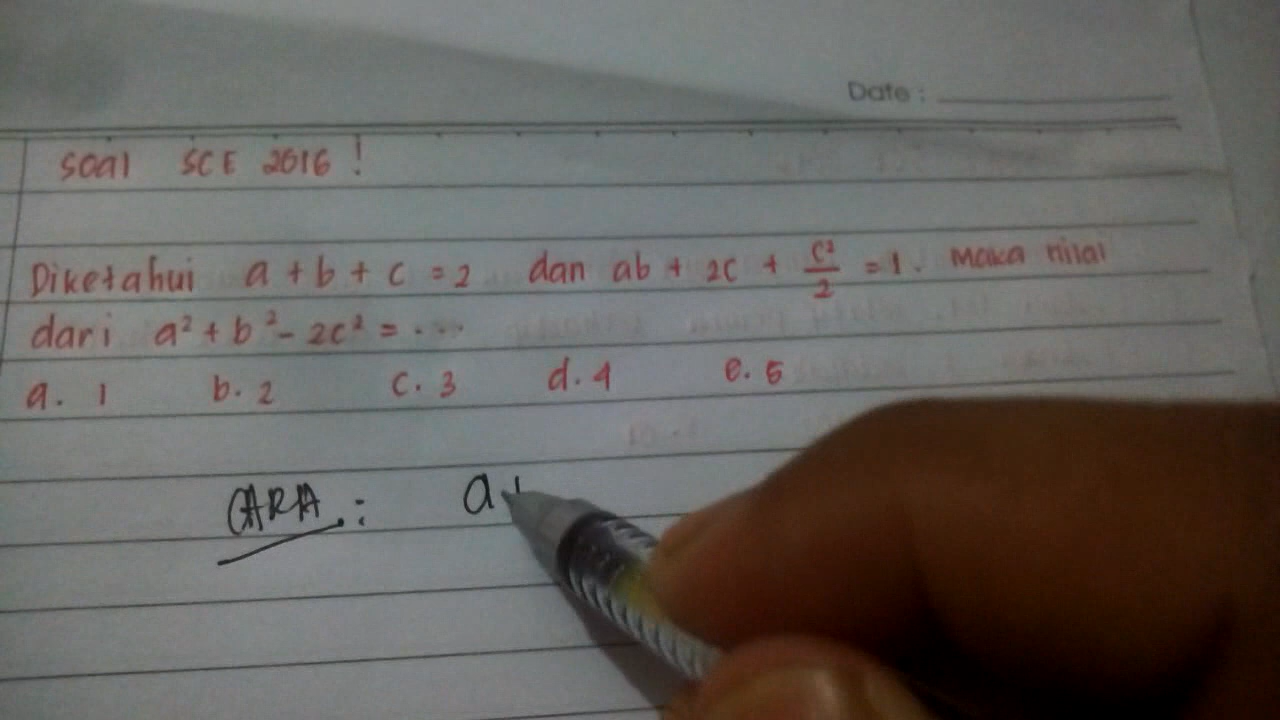 Date :
Soal SCE 2016 !
Diketahui a + b + c = 2 dan ab + 2c + c²/2 = 1. Maka nilai
dari a² + b² - 2c² = ...
a. 1 b. 2 c. 3 d. 4 e. 5
CARA : a